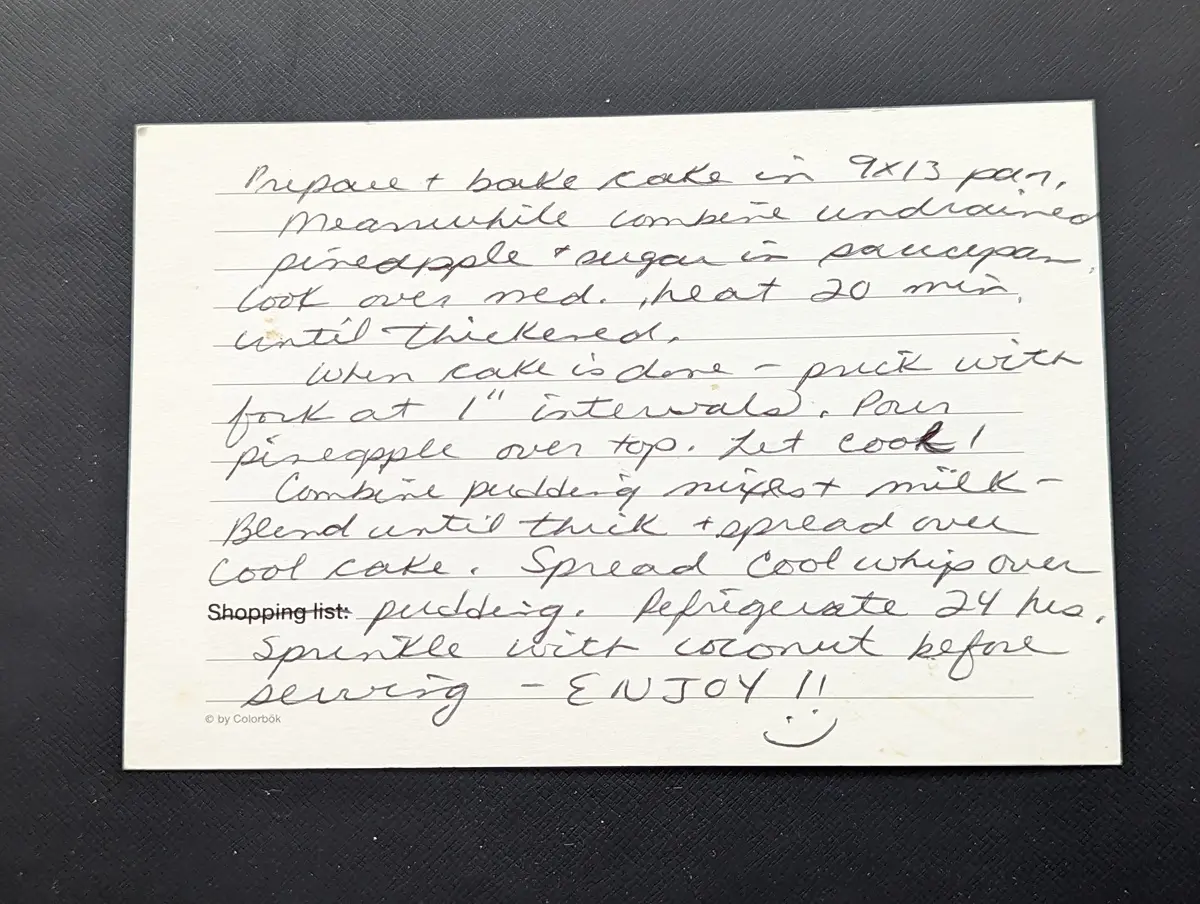 Prepare + bake cake in 9x13 pan.
Meanwhile combine undrained
pineapple + sugar in saucepan.
Cook over med. heat 20 min.
until thickened.
When cake is done - prick with
fork at 1" intervals. Pour
pineapple over top. Let cool!
Combine pudding mixes + milk -
Blend until thick + spread over
cool cake. Spread Cool whip over
Shopping list: pudding. Refrigerate 24 hrs.
Sprinkle with coconut before
serving - ENJOY!!
© by Colorbök